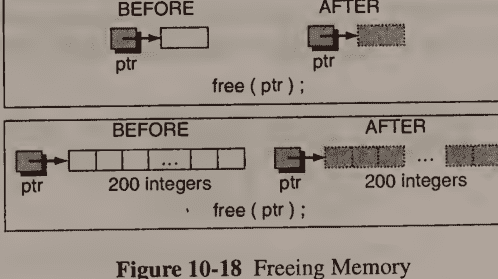 BEFORE AFTER
ptr ptr
free ( ptr ) ;
BEFORE AFTER
...
...
ptr 200 integers ptr 200 integers
free ( ptr ) ;
Figure 10-18 Freeing Memory